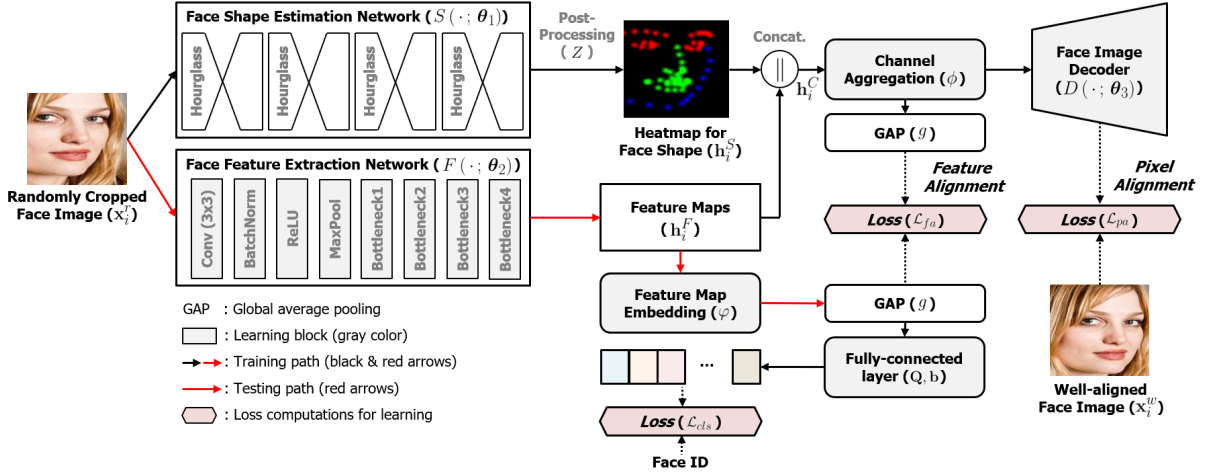 Face Shape Estimation Network ( S ( · ; θ₁ )
Hourglass
Hourglass
Hourglass
Hourglass
Post-
Processing
( Z )
Heatmap for
Face Shape (h_i^S)
Concat.
||
h_i^C
Channel
Aggregation (ϕ)
GAP (g)
Feature
Alignment
Loss (L_fa)
Face Image
Decoder
( D ( · ; θ₃ )
Pixel
Alignment
Loss (L_pa)
Randomly Cropped
Face Image (x_i^r)
Face Feature Extraction Network ( F ( · ; θ₂ )
Conv (3x3)
BatchNorm
ReLU
MaxPool
Bottleneck1
Bottleneck2
Bottleneck3
Bottleneck4
Feature Maps
(h_i^F)
Feature Map
Embedding (φ)
GAP (g)
Fully-connected
layer (Q, b)
...
Loss (L_cls)
Face ID
Well-aligned
Face Image (x_i^w)
GAP : Global average pooling
: Learning block (gray color)
: Training path (black & red arrows)
: Testing path (red arrows)
: Loss computations for learning